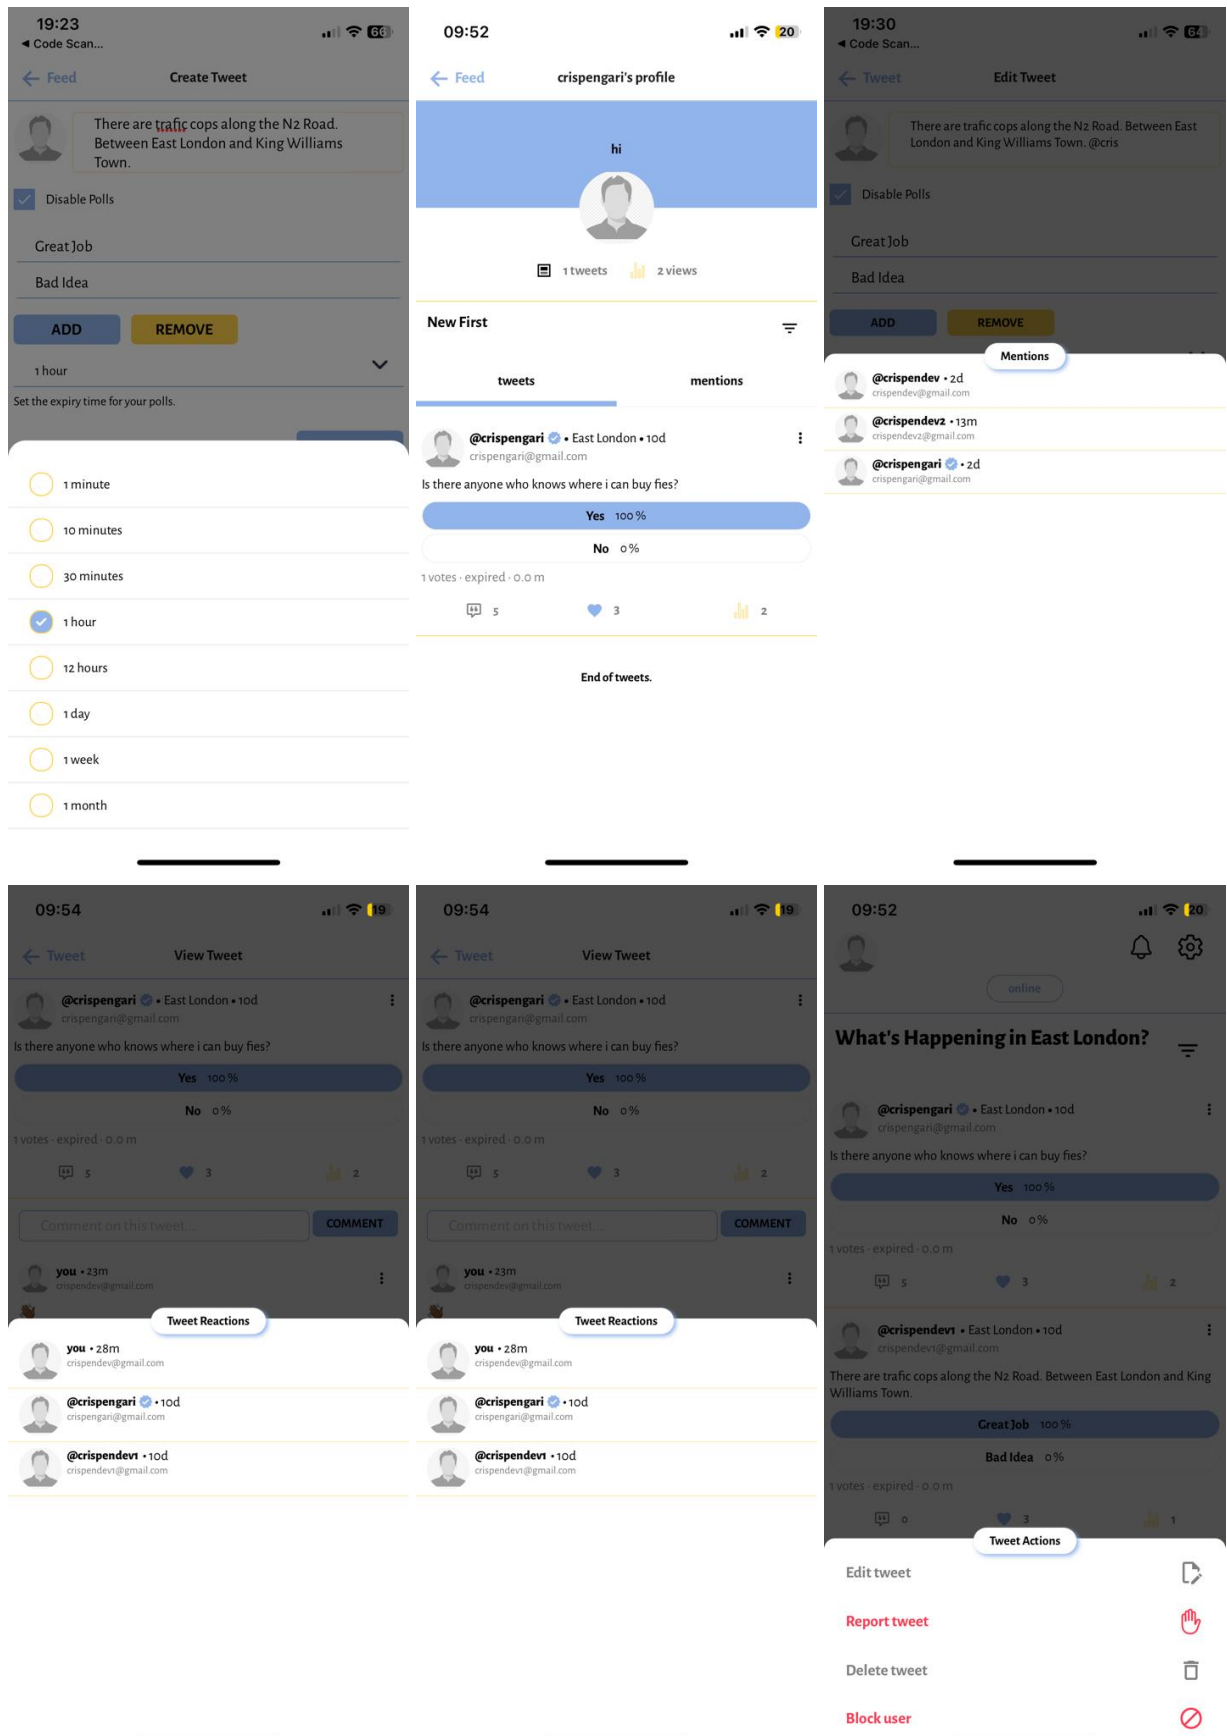 19:23
66
◄ Code Scan...
← Feed
Create Tweet
There are trafic cops along the N2 Road.
Between East London and King Williams
Town.
Disable Polls
Great Job
Bad Idea
ADD
REMOVE
1 hour
Set the expiry time for your polls.
1 minute
10 minutes
30 minutes
1 hour
12 hours
1 day
1 week
1 month
09:52
20
← Feed
crispengari's profile
hi
1 tweets
2 views
New First
tweets
mentions
@crispengari • East London • 10d
crispengari@gmail.com
Is there anyone who knows where i can buy fies?
Yes 100 %
No 0 %
1 votes · expired · 0.0 m
5
3
2
End of tweets.
19:30
64
◄ Code Scan...
← Tweet
Edit Tweet
There are trafic cops along the N2 Road. Between East
London and King Williams Town. @cris
Disable Polls
Great Job
Bad Idea
ADD
REMOVE
Mentions
@crispendev • 2d
crispendev@gmail.com
@crispendev2 • 13m
crispendev2@gmail.com
@crispengari • 2d
crispengari@gmail.com
09:54
19
← Tweet
View Tweet
@crispengari • East London • 10d
crispengari@gmail.com
Is there anyone who knows where i can buy fies?
Yes 100 %
No 0 %
1 votes · expired · 0.0 m
5
3
2
Comment on this tweet...
COMMENT
you • 23m
crispendev@gmail.com
Tweet Reactions
you • 28m
crispendev@gmail.com
@crispengari • 10d
crispengari@gmail.com
@crispendev1 • 10d
crispendev1@gmail.com
09:54
19
← Tweet
View Tweet
@crispengari • East London • 10d
crispengari@gmail.com
Is there anyone who knows where i can buy fies?
Yes 100 %
No 0 %
1 votes · expired · 0.0 m
5
3
2
Comment on this tweet...
COMMENT
you • 23m
crispendev@gmail.com
Tweet Reactions
you • 28m
crispendev@gmail.com
@crispengari • 10d
crispengari@gmail.com
@crispendev1 • 10d
crispendev1@gmail.com
09:52
20
online
What's Happening in East London?
@crispengari • East London • 10d
crispengari@gmail.com
Is there anyone who knows where i can buy fies?
Yes 100 %
No 0 %
1 votes · expired · 0.0 m
5
3
2
@crispendev1 • East London • 10d
crispendev1@gmail.com
There are trafic cops along the N2 Road. Between East London and King
Williams Town.
Great Job 100 %
Bad Idea 0 %
1 votes · expired · 0.0 m
0
3
1
Tweet Actions
Edit tweet
Report tweet
Delete tweet
Block user